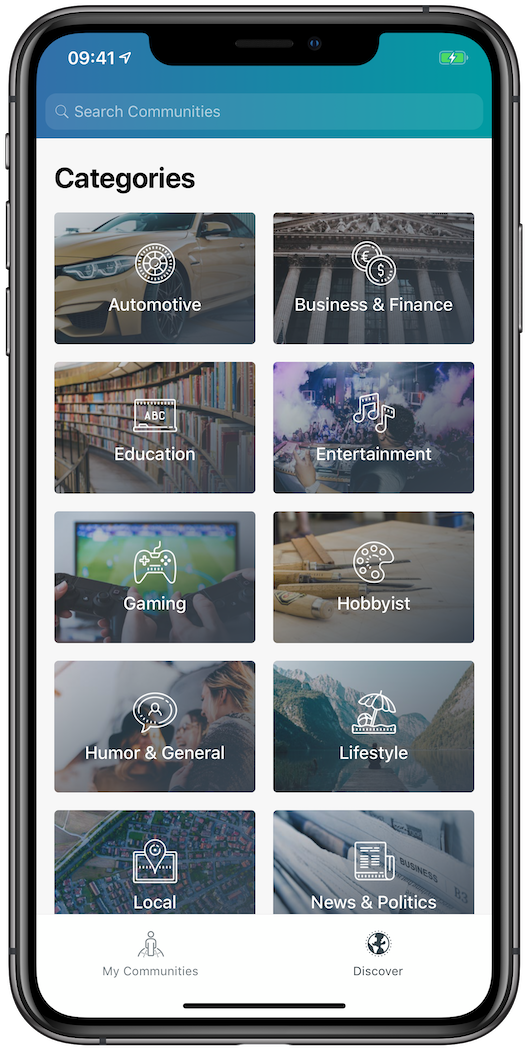 09:41
Search Communities
Categories
Automotive
Business & Finance
ABC
Education
Entertainment
Gaming
Hobbyist
Humor & General
Lifestyle
Local
BUSINESS
83
News & Politics
My Communities
Discover